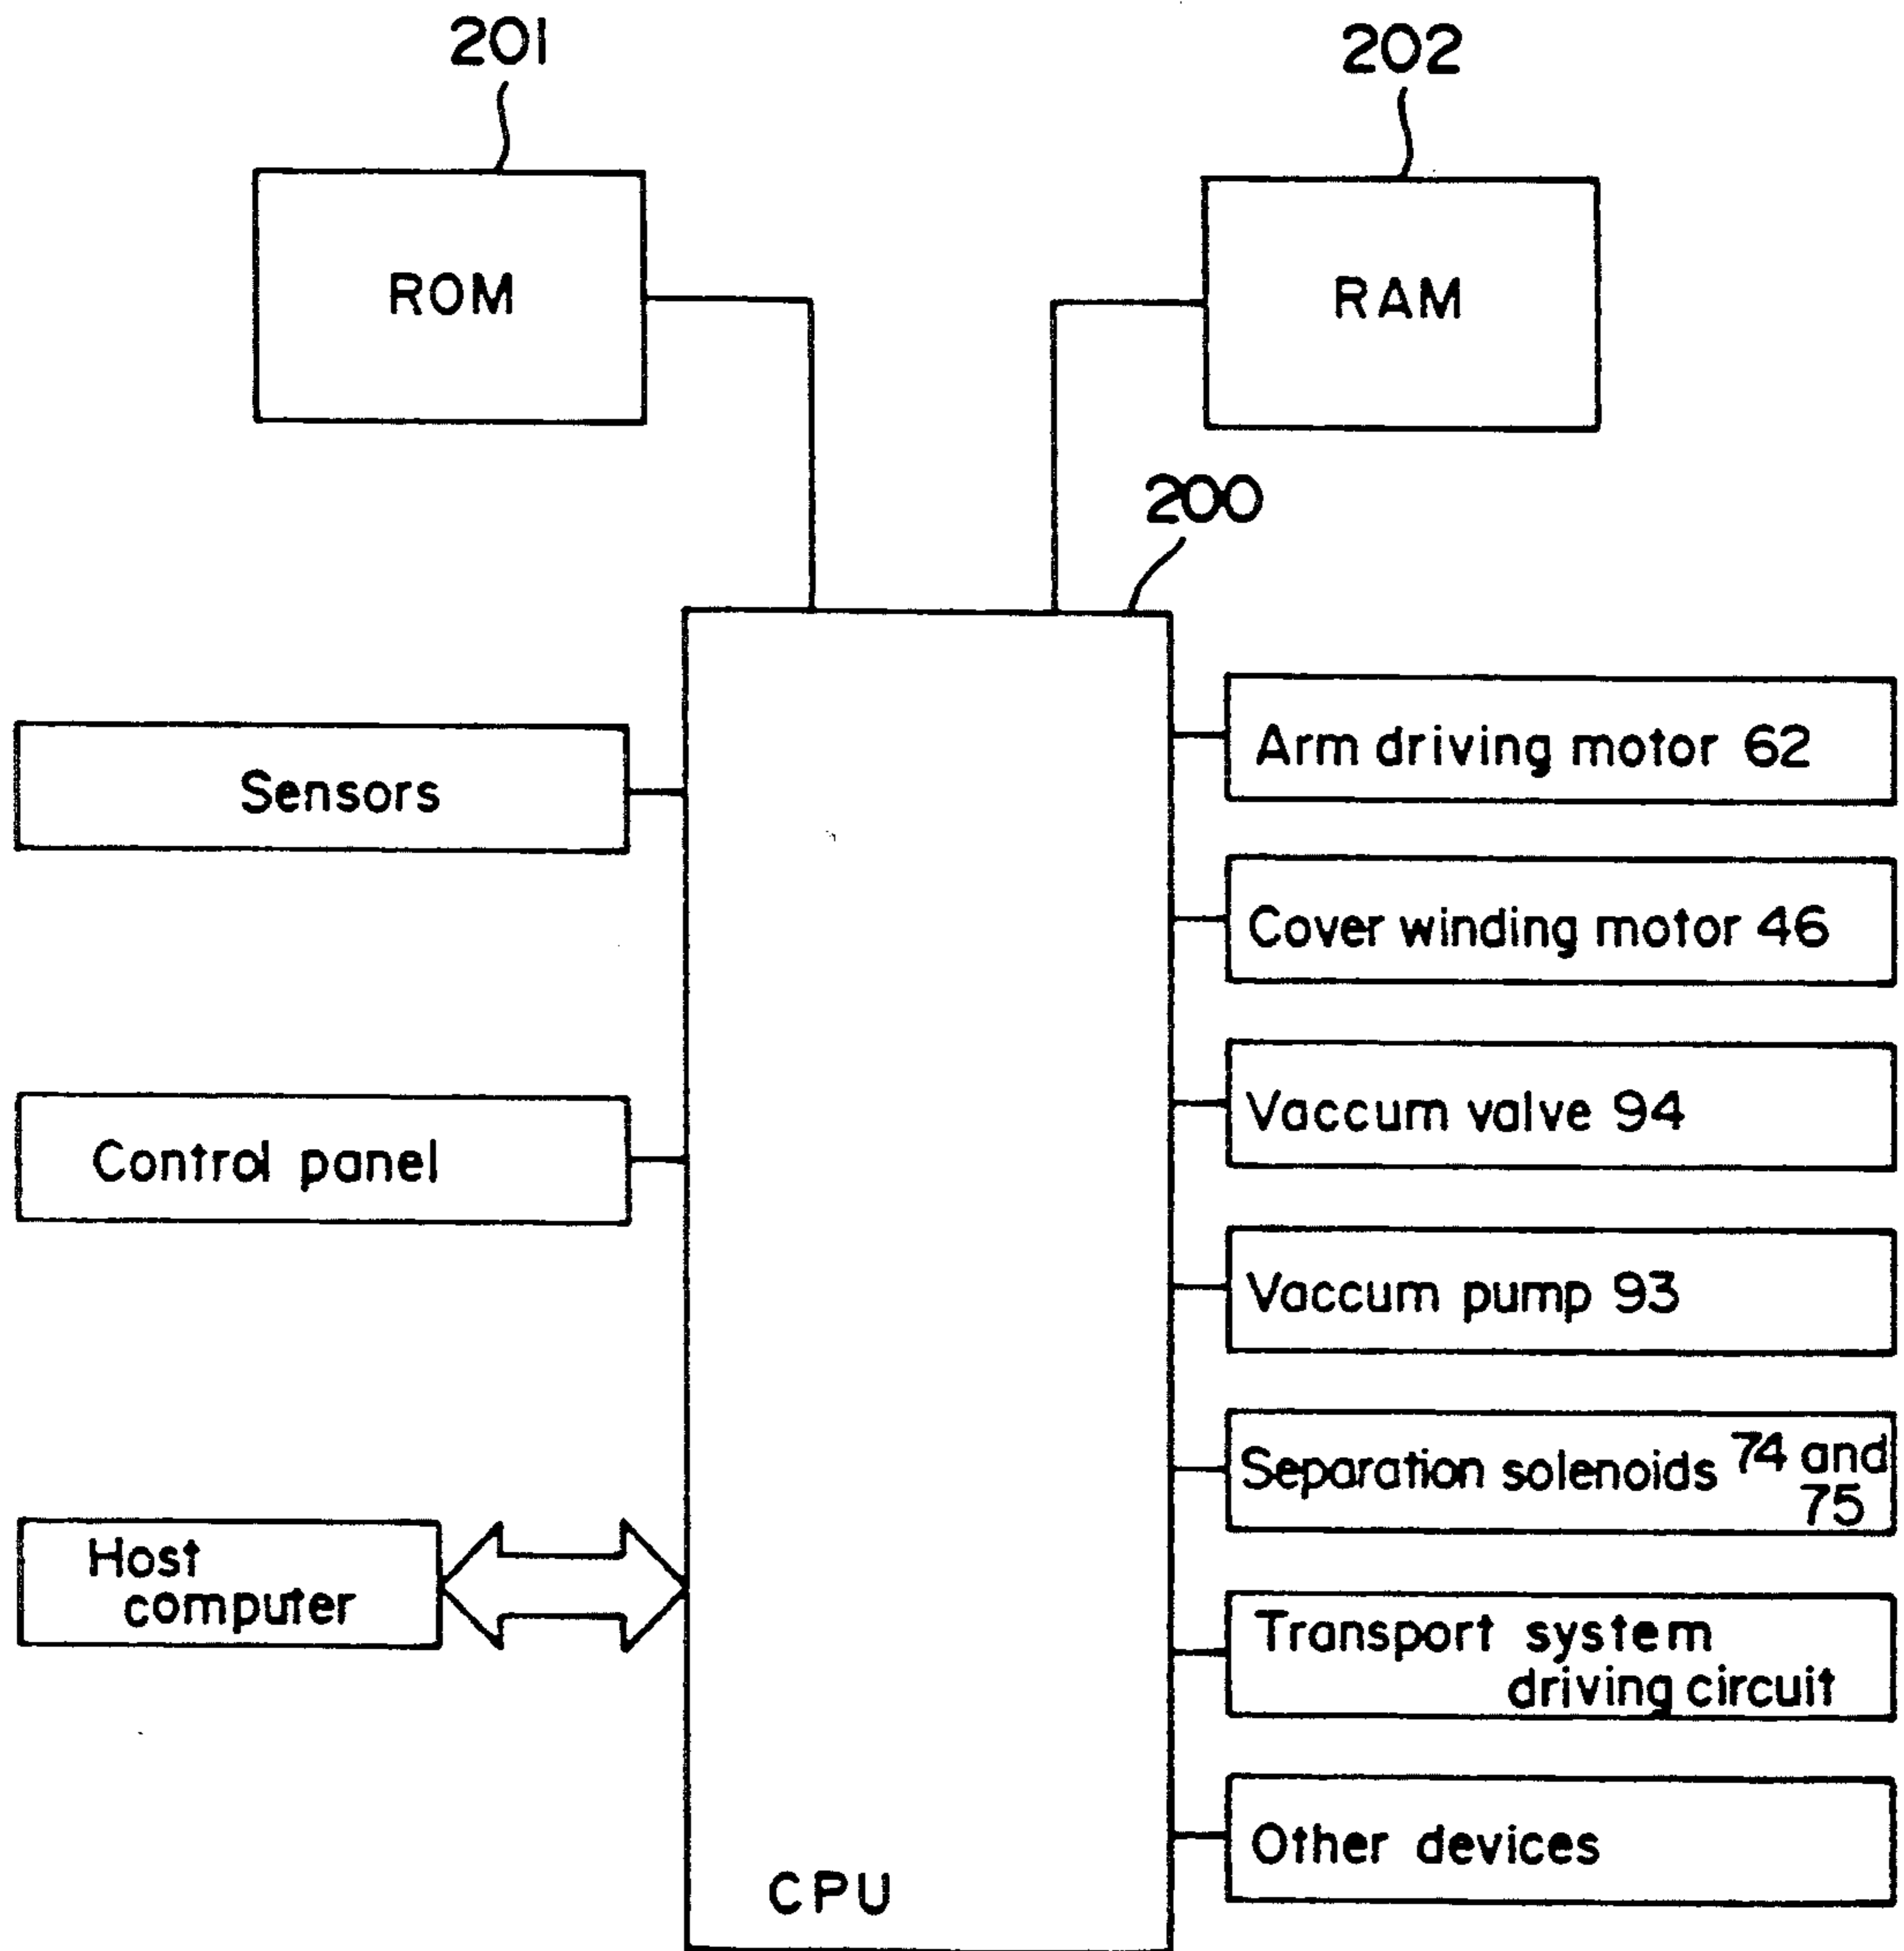 201
202
ROM
RAM
200
Sensors
Control panel
Host
computer
CPU
Arm driving motor 62
Cover winding motor 46
Vaccum valve 94
Vaccum pump 93
Separation solenoids 74 and
75
Transport system
driving circuit
Other devices